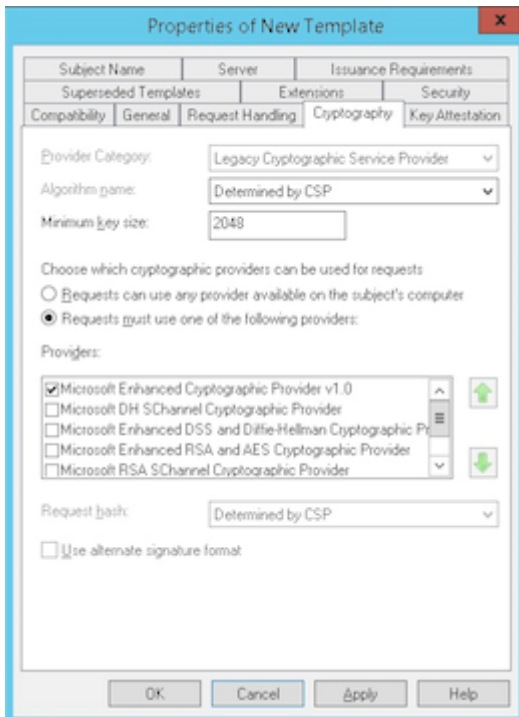 Properties of New Template
x
Subject Name Server Issuance Requirements
Superseded Templates Extensions Security
Compatibility General Request Handling Cryptography Key Attestation
Provider Category: Legacy Cryptographic Service Provider
Algorithm name: Determined by CSP
Minimum key size: 2048
Choose which cryptographic providers can be used for requests
Requests can use any provider available on the subject's computer
Requests must use one of the following providers:
Providers:
Microsoft Enhanced Cryptographic Provider v1.0
Microsoft DH SChannel Cryptographic Provider
Microsoft Enhanced DSS and Diffie-Hellman Cryptographic Pr
Microsoft Enhanced RSA and AES Cryptographic Provider
Microsoft RSA SChannel Cryptographic Provider
Request hash: Determined by CSP
Use alternate signature format
OK Cancel Apply Help